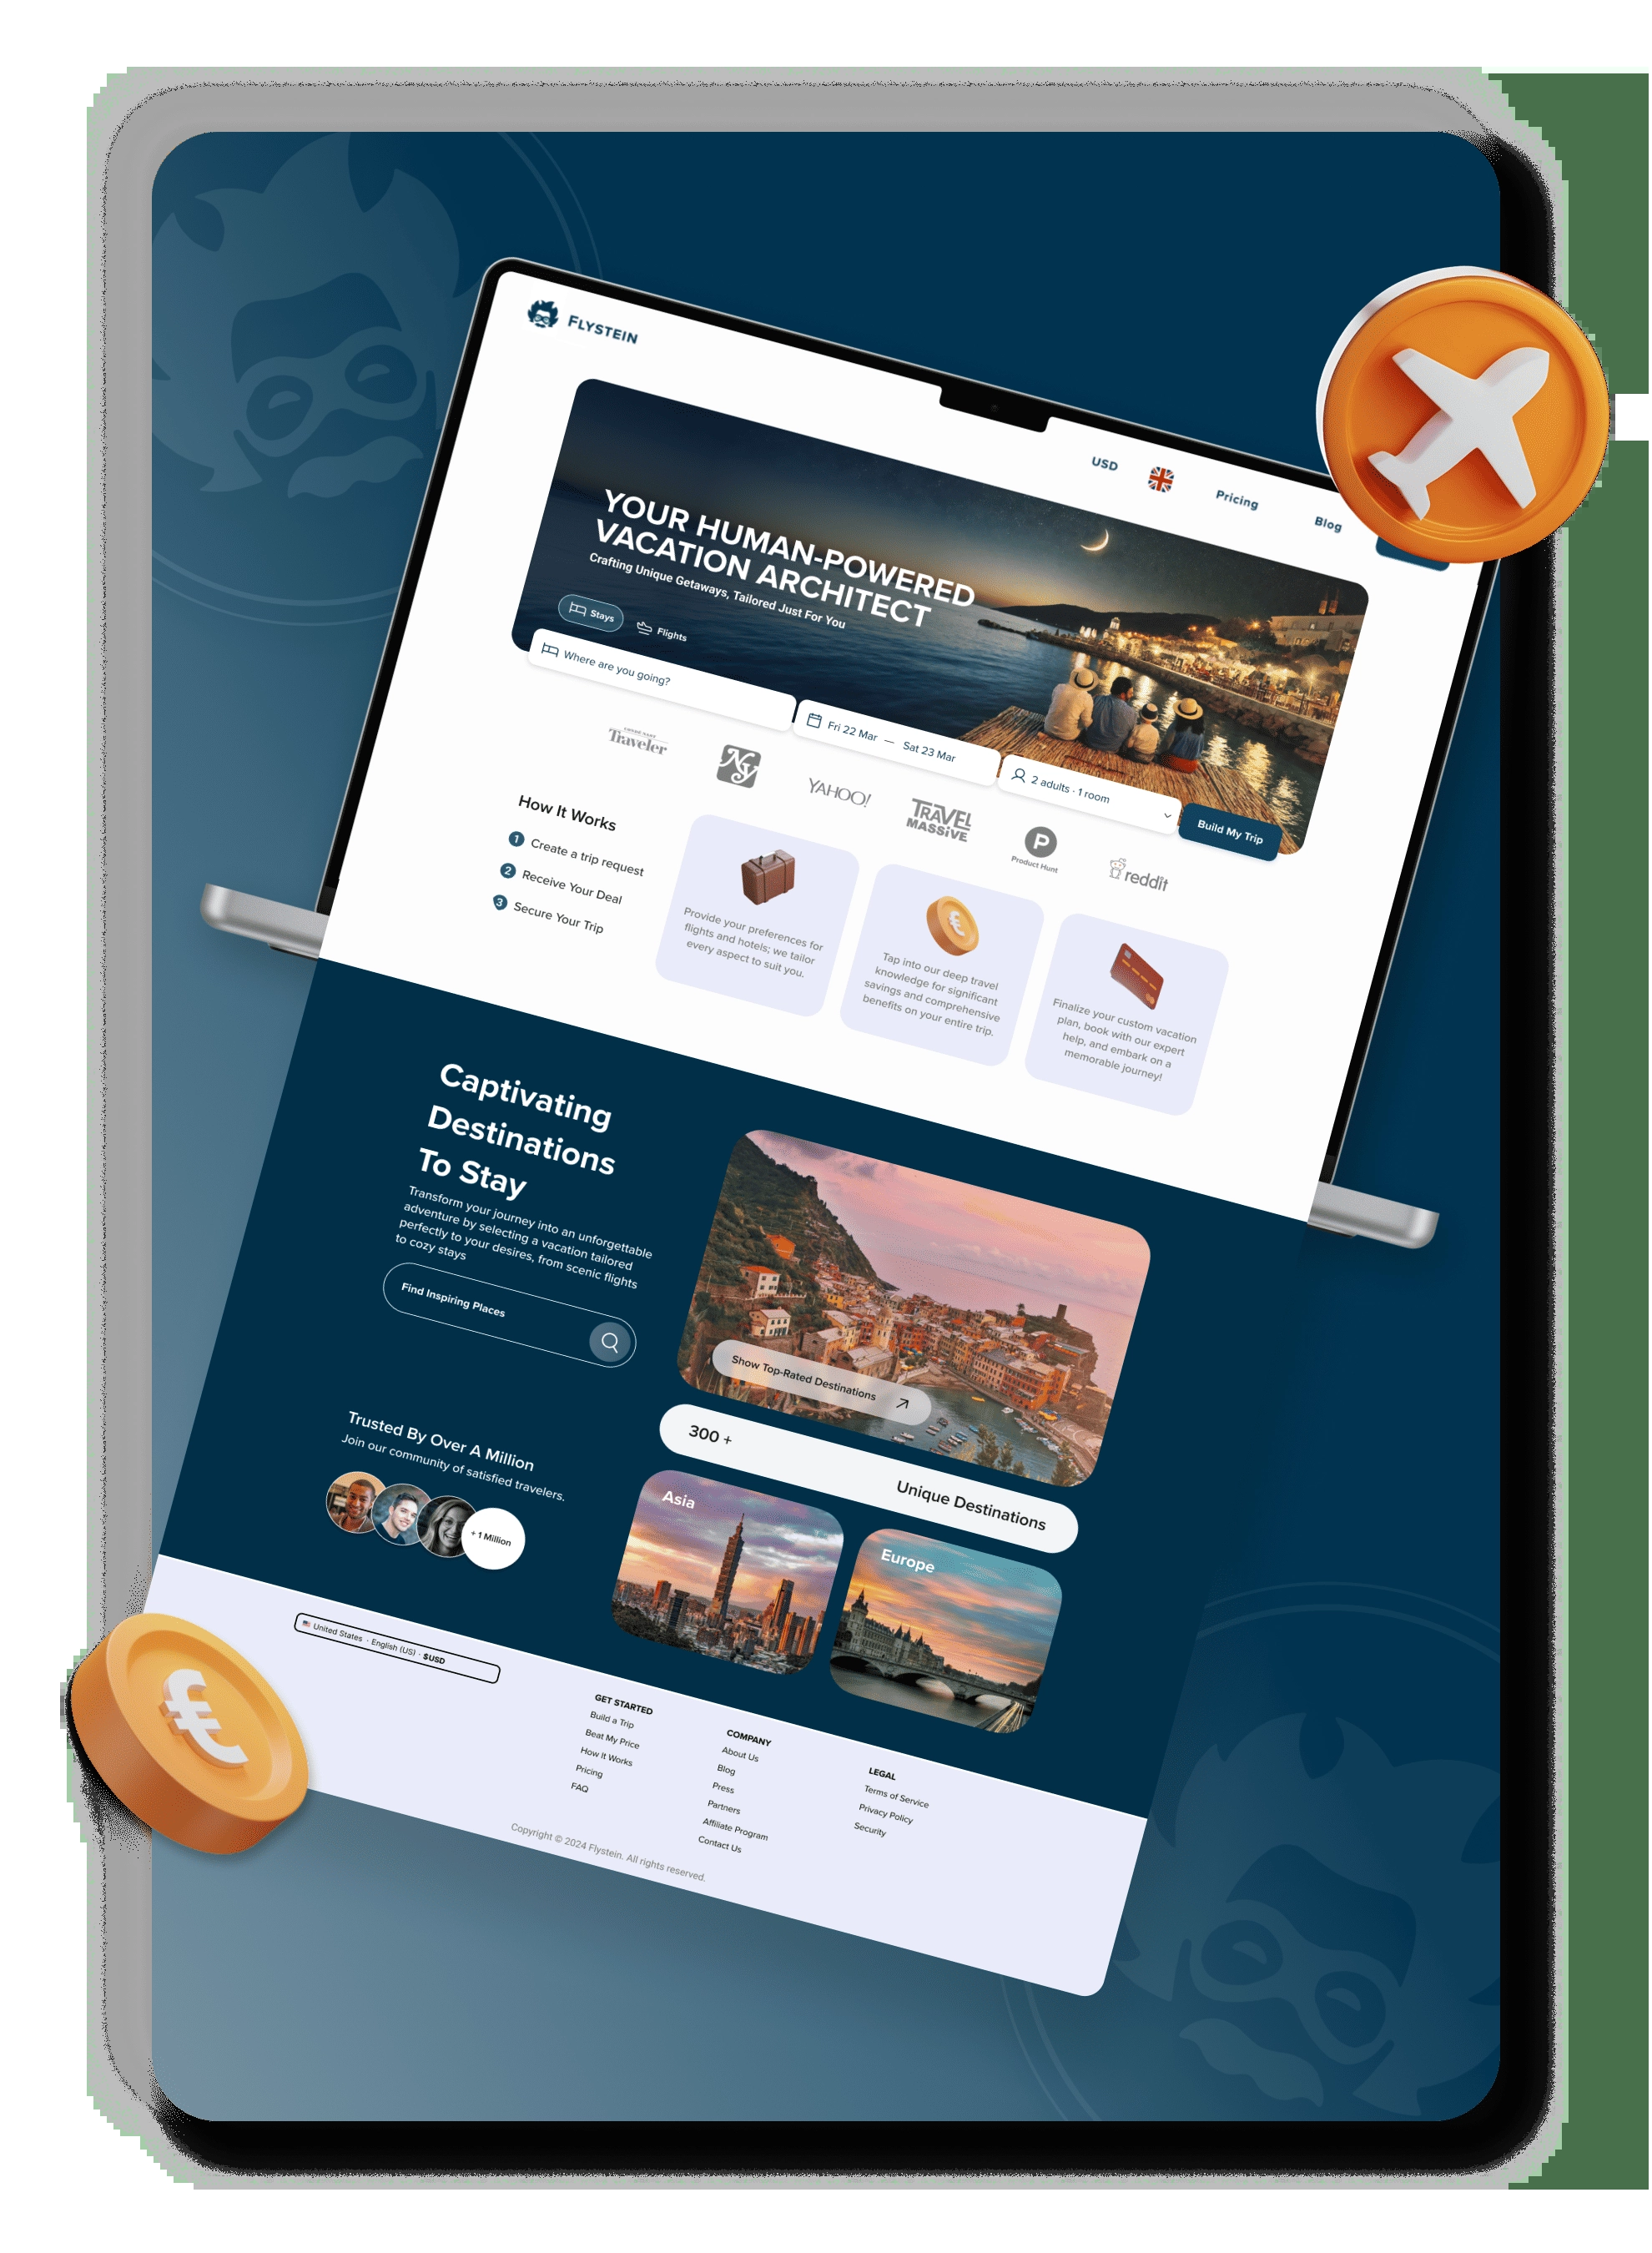 FLYSTEIN
USD
Pricing
Blog
YOUR HUMAN-POWERED
VACATION ARCHITECT
Crafting Unique Getaways, Tailored Just For You
Stays
Flights
Where are you going?
Fri 22 Mar — Sat 23 Mar
2 adults · 1 room
Build My Trip
Traveler
NY
YAHOO!
TRAVEL
MASSIVE
P
Product Hunt
reddit
How It Works
1 Create a trip request
2 Receive Your Deal
3 Secure Your Trip
Provide your preferences for
flights and hotels; we tailor
every aspect to suit you.
€
Tap into our deep travel
knowledge for significant
savings and comprehensive
benefits on your entire trip.
Finalize your custom vacation
plan, book with our expert
help, and embark on a
memorable journey!
Captivating
Destinations
To Stay
Transform your journey into an unforgettable
adventure by selecting a vacation tailored
perfectly to your desires, from scenic flights
to cozy stays
Find Inspiring Places
Show Top-Rated Destinations
300 +
Unique Destinations
Trusted By Over A Million
Join our community of satisfied travelers.
+ 1 Million
Asia
Europe
United States · English (US) · $USD
GET STARTED
Build a Trip
Beat My Price
How It Works
Pricing
FAQ
COMPANY
About Us
Blog
Press
Partners
Affiliate Program
Contact Us
LEGAL
Terms of Service
Privacy Policy
Security
Copyright © 2024 Flystein. All rights reserved.
€